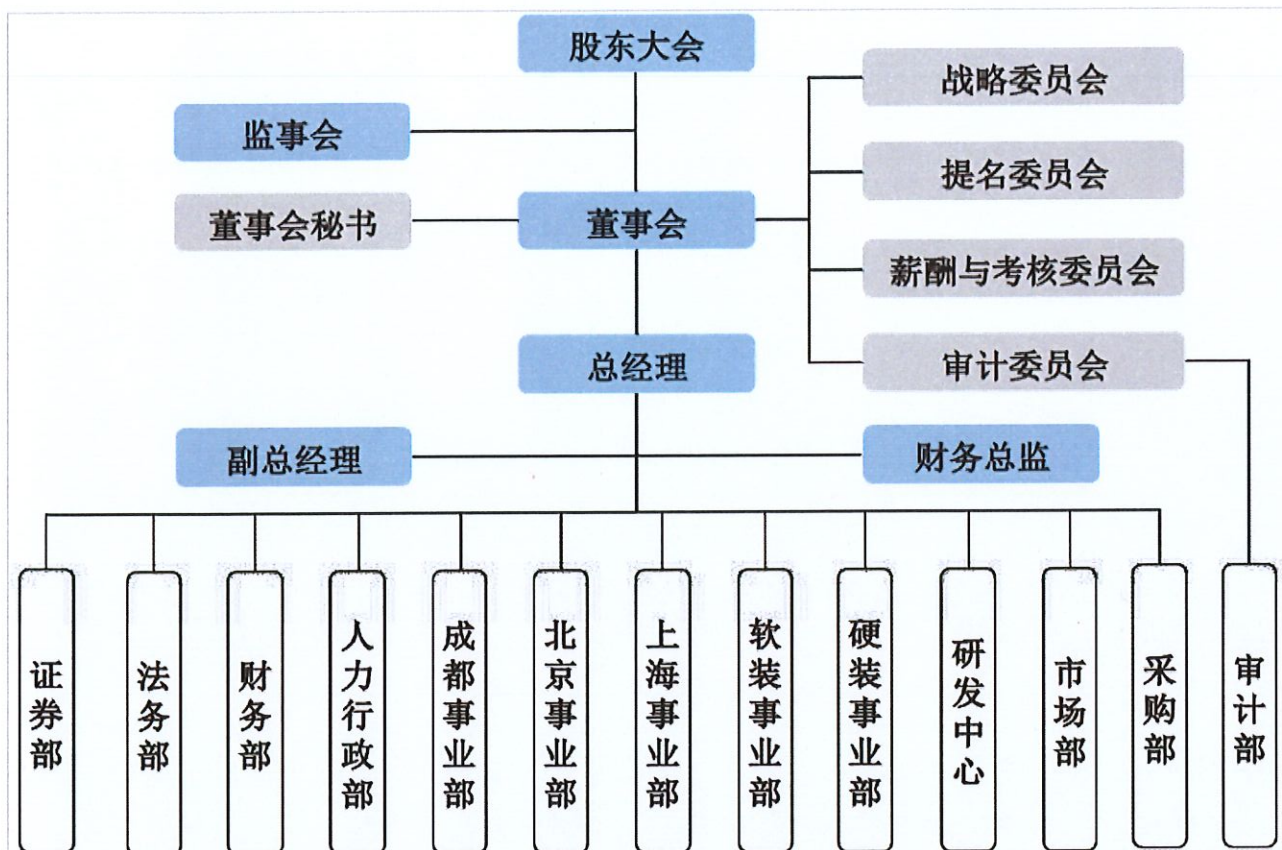 股东大会
战略委员会
监事会
提名委员会
董事会秘书
董事会
薪酬与考核委员会
总经理
审计委员会
副总经理
财务总监
证券部
法务部
财务部
人力行政部
成都事业部
北京事业部
上海事业部
软装事业部
硬装事业部
研发中心
市场部
采购部
审计部